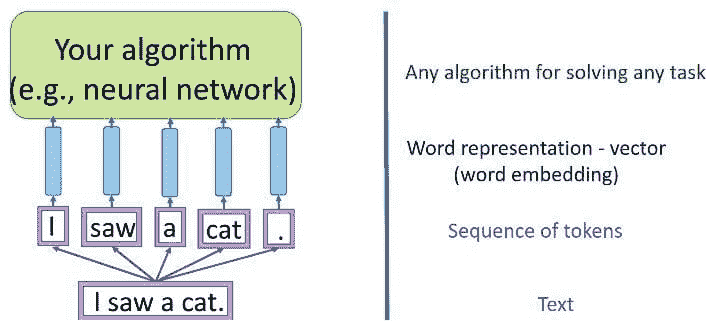 Your algorithm
(e.g., neural network)
Any algorithm for solving any task
Word representation - vector
(word embedding)
I saw a cat .
Sequence of tokens
I saw a cat.
Text